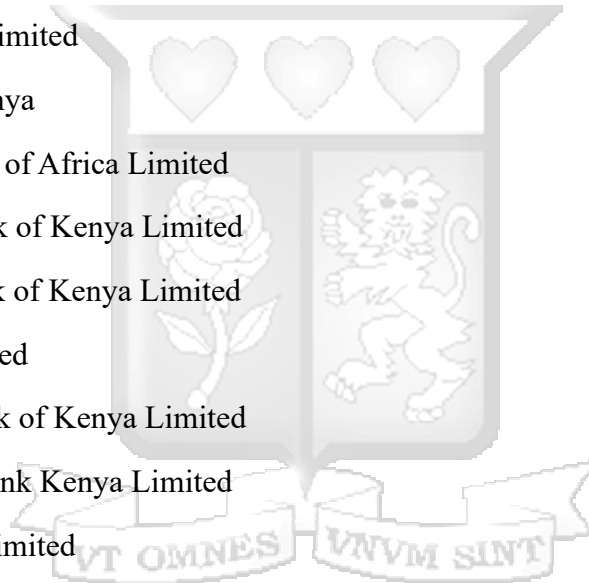 imited
nya
of Africa Limited
k of Kenya Limited
k of Kenya Limited
ed
k of Kenya Limited
nk Kenya Limited
imited
VT OMNES VNVM SINT